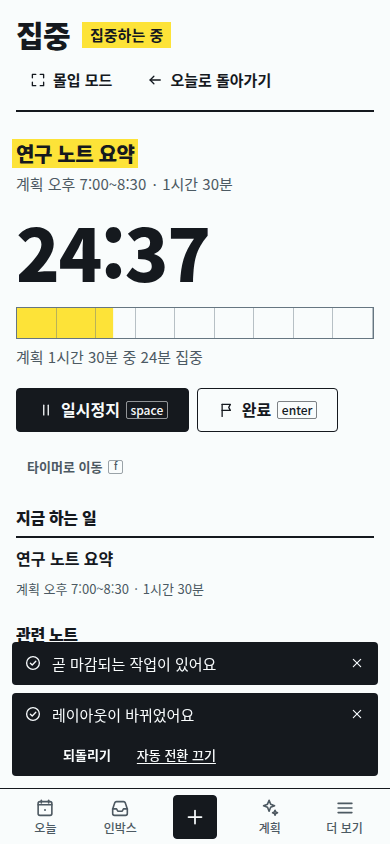 집중 집중하는 중
몰입 모드 오늘로 돌아가기
연구 노트 요약
계획 오후 7:00~8:30 · 1시간 30분
24:37
계획 1시간 30분 중 24분 집중
일시정지 space 완료 enter
타이머로 이동 f
지금 하는 일
연구 노트 요약
계획 오후 7:00~8:30 · 1시간 30분
관련 노트
곧 마감되는 작업이 있어요
레이아웃이 바뀌었어요
되돌리기 자동 전환 끄기
오늘 인박스 계획 더 보기